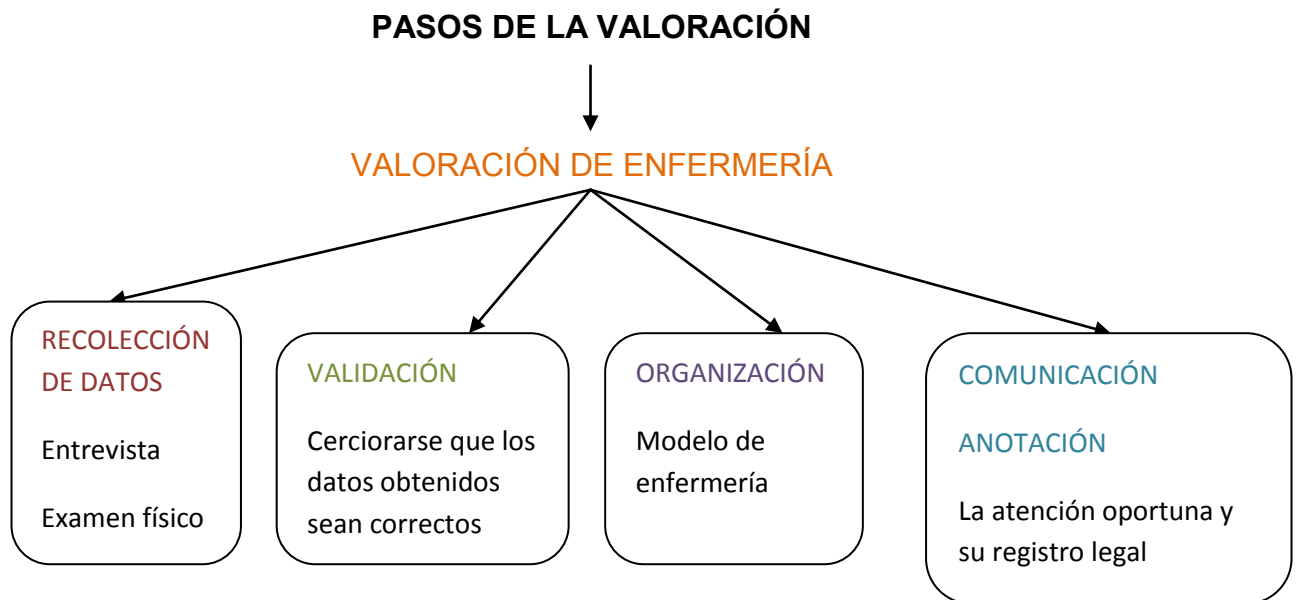 PASOS DE LA VALORACIÓN
VALORACIÓN DE ENFERMERÍA
RECOLECCIÓN
DE DATOS
Entrevista
Examen físico
VALIDACIÓN
Cerciorarse que los
datos obtenidos
sean correctos
ORGANIZACIÓN
Modelo de
enfermería
COMUNICACIÓN
ANOTACIÓN
La atención oportuna y
su registro legal